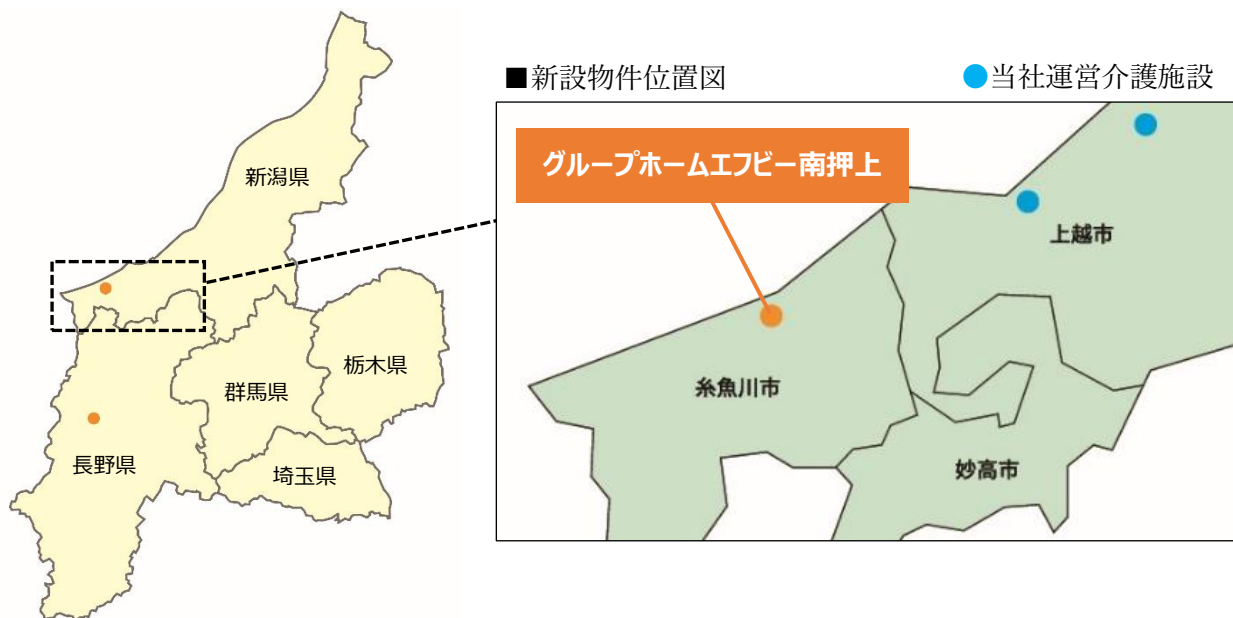 新潟県
栃木県
群馬県
長野県
埼玉県
■新設物件位置図
●当社運営介護施設
グループホームエフビー南押上
上越市
糸魚川市
妙高市